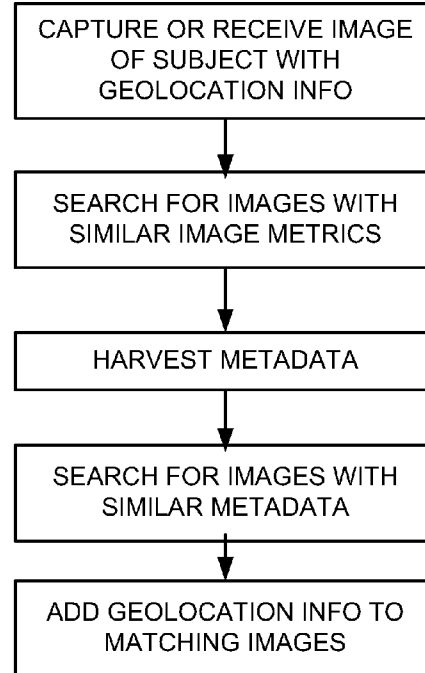 CAPTURE OR RECEIVE IMAGE
OF SUBJECT WITH
GEOLOCATION INFO
SEARCH FOR IMAGES WITH
SIMILAR IMAGE METRICS
HARVEST METADATA
SEARCH FOR IMAGES WITH
SIMILAR METADATA
ADD GEOLOCATION INFO TO
MATCHING IMAGES